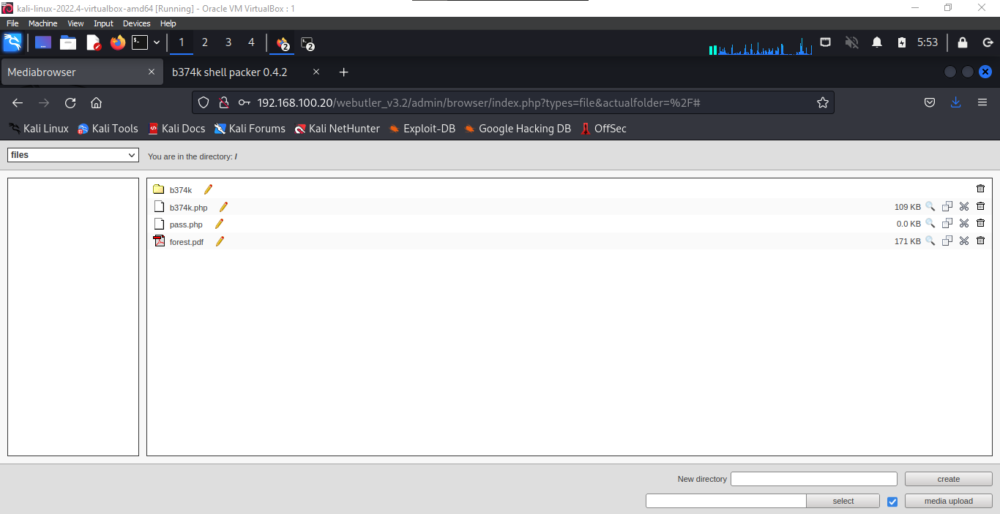 kali-linux-2022.4-virtualbox-amd64 [Running] - Oracle VM VirtualBox : 1
File Machine View Input Devices Help
1 2 3 4 2 2 5:53
Mediabrowser b374k shell packer 0.4.2
192.168.100.20/webutler_v3.2/admin/browser/index.php?types=file&actualfolder=%2F#
Kali Linux Kali Tools Kali Docs Kali Forums Kali NetHunter Exploit-DB Google Hacking DB OffSec
files You are in the directory: /
b374k
b374k.php 109 KB
pass.php 0.0 KB
forest.pdf 171 KB
New directory create
select media upload